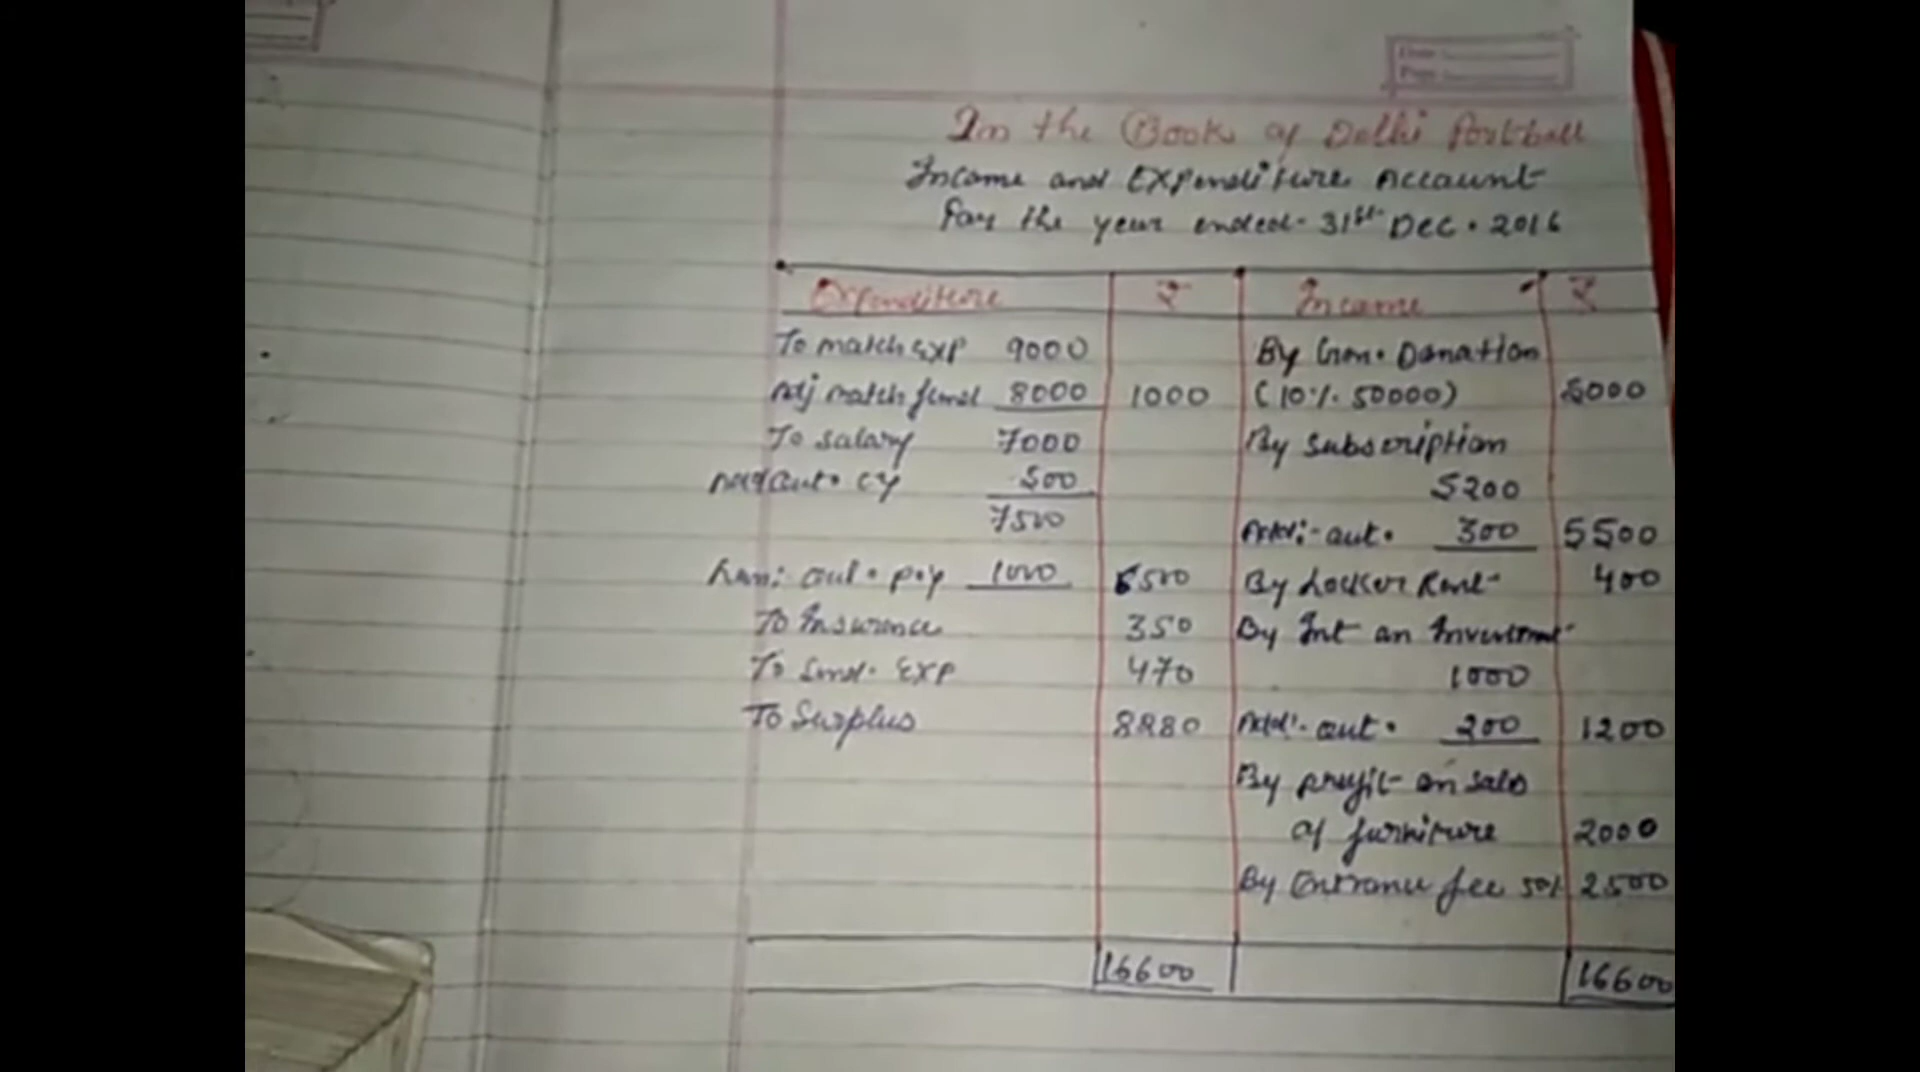 In the Books of Delhi Football
Income and Expenditure Account
For the year ended 31st Dec. 2016
Expenditure ₹ Income ₹
To match exp 9000 By Gen. Donation
Adj match fund 8000 1000 (10% 50000) 5000
To salary 7000 By subscription
Add out. cy 500 5200
7500 Add:- out. 300 5500
Less: out. p.y 1000 6500 By Locker Rent 400
To Insurance 350 By Int on Investment
To Sund. Exp 470 1000
To Surplus 8280 Add:- out. 200 1200
By profit on sale
of furniture 2000
By Entrance fee 50% 2500
16600 16600